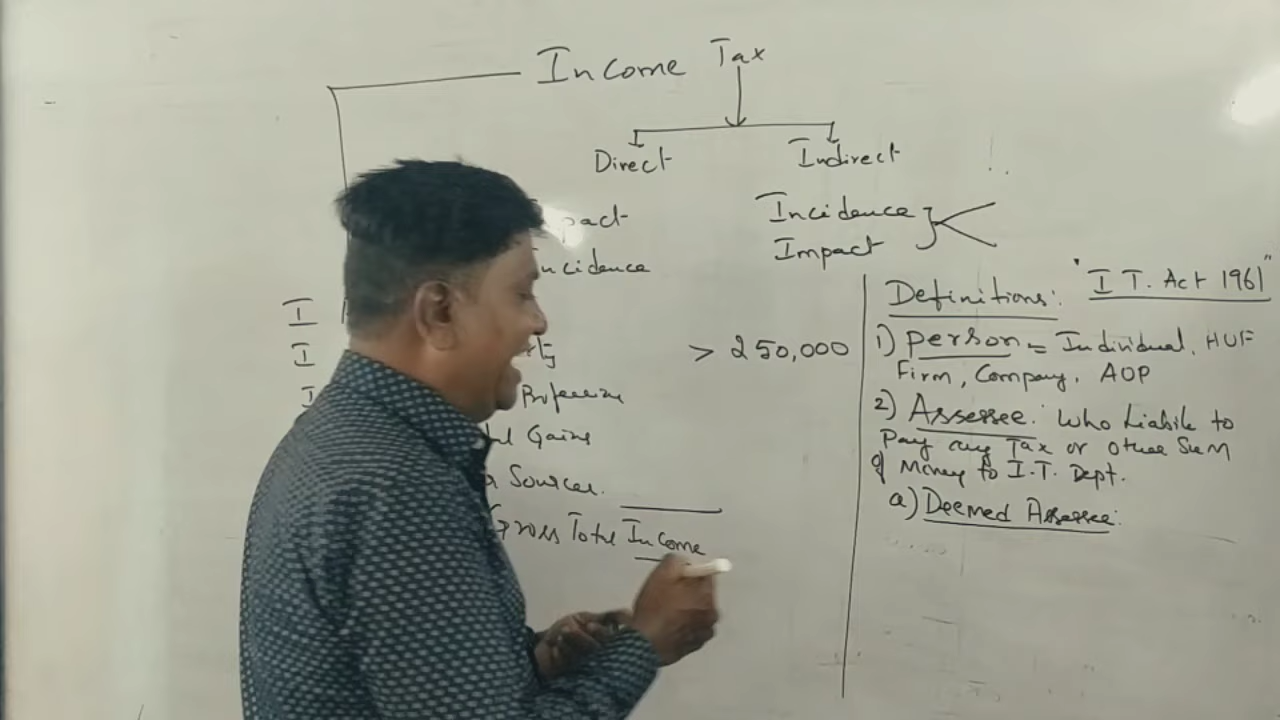 Income Tax
Direct Indirect
pact
Incidence
Impact
ncidence
"I T. Act 1961"
Definitions:
I
I
> 250,000
1) Person = Individual, HUF
Firm, Company, AOP
I
Profession
2) Assessee: Who Liable to
Pay any Tax or other Sum
of Money to I.T. Dept.
a) Deemed Assessee:
Gains
Sources.
Gross Total Income